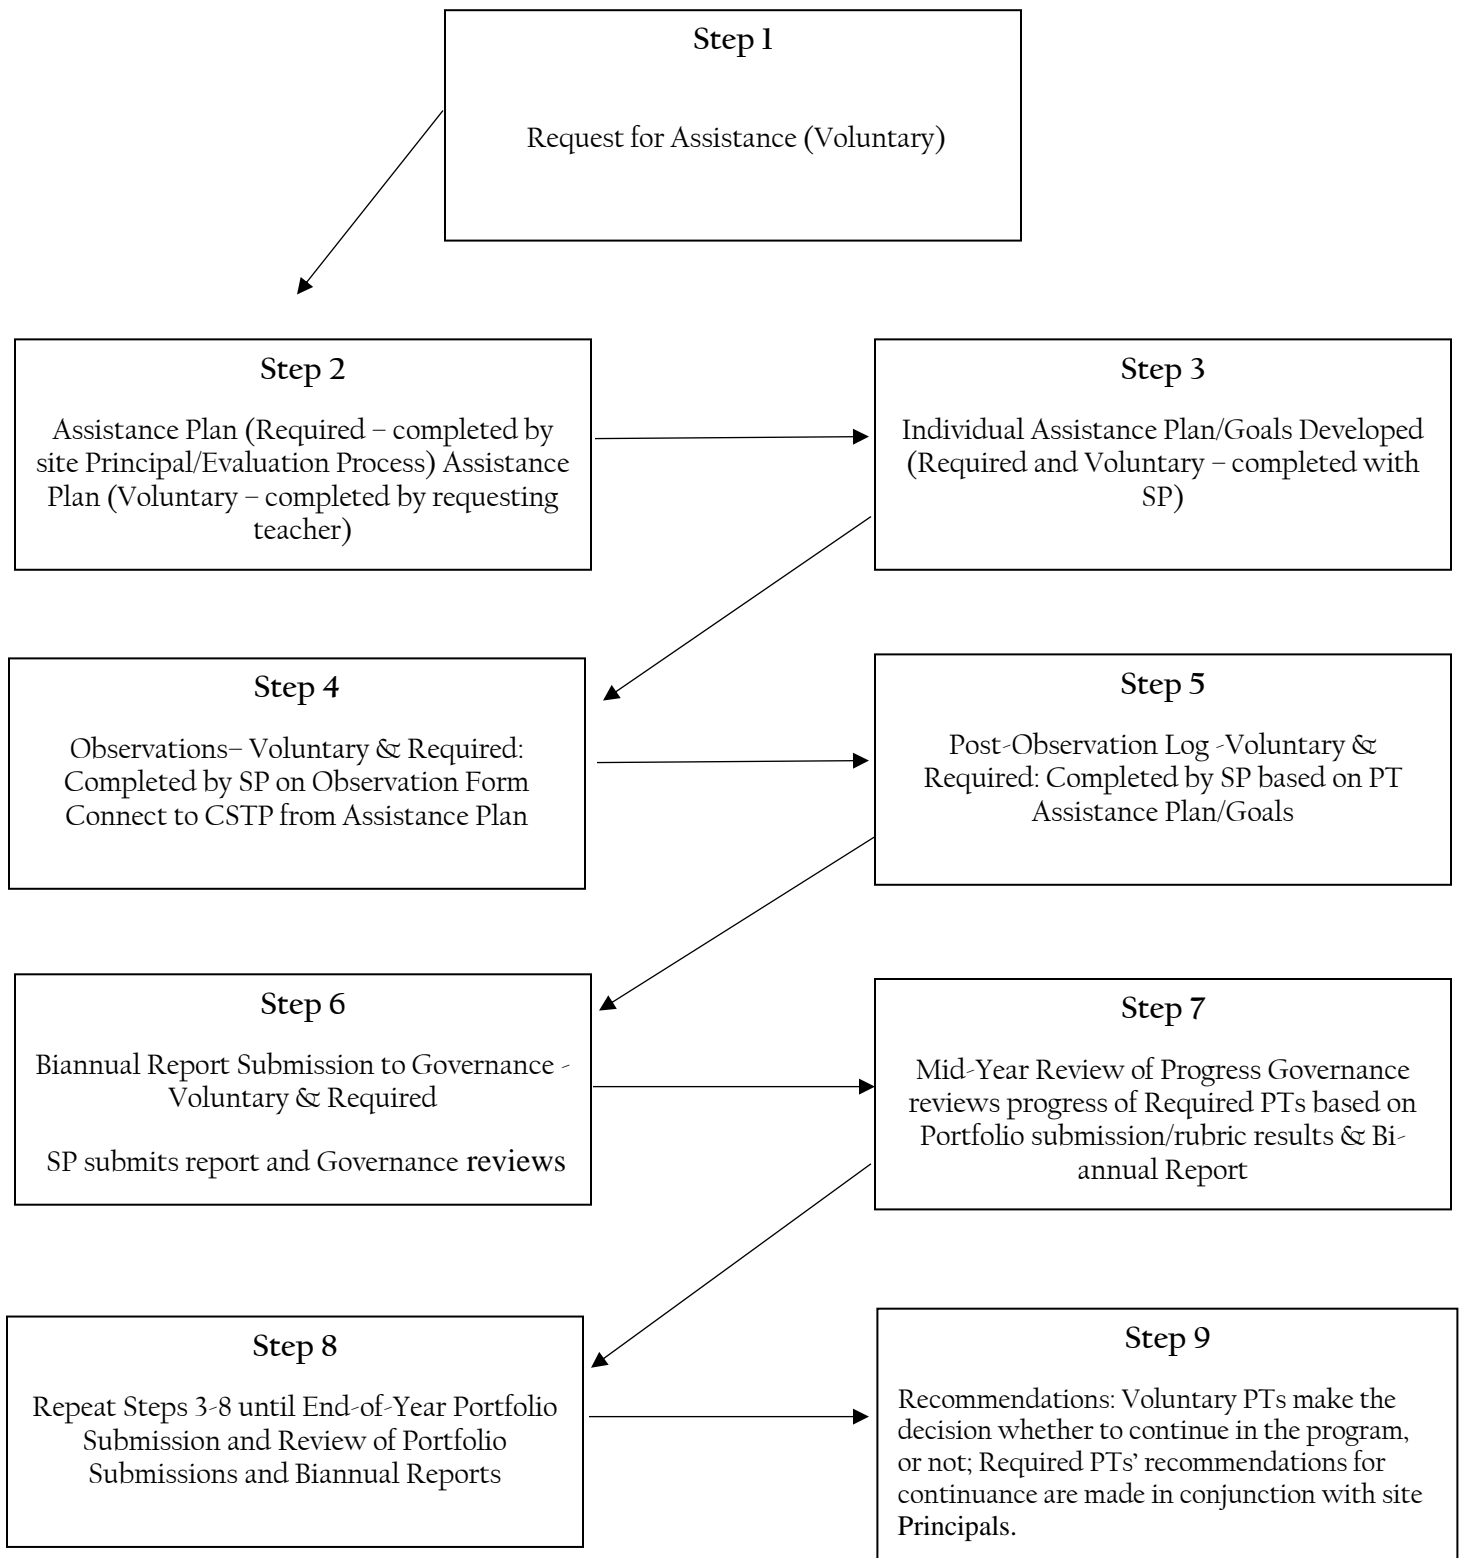 Step 1
Request for Assistance (Voluntary)
Step 2
Assistance Plan (Required – completed by
site Principal/Evaluation Process) Assistance
Plan (Voluntary – completed by requesting
teacher)
Step 3
Individual Assistance Plan/Goals Developed
(Required and Voluntary – completed with
SP)
Step 4
Observations– Voluntary & Required:
Completed by SP on Observation Form
Connect to CSTP from Assistance Plan
Step 5
Post-Observation Log -Voluntary &
Required: Completed by SP based on PT
Assistance Plan/Goals
Step 6
Biannual Report Submission to Governance -
Voluntary & Required
SP submits report and Governance reviews
Step 7
Mid-Year Review of Progress Governance
reviews progress of Required PTs based on
Portfolio submission/rubric results & Bi-
annual Report
Step 8
Repeat Steps 3-8 until End-of-Year Portfolio
Submission and Review of Portfolio
Submissions and Biannual Reports
Step 9
Recommendations: Voluntary PTs make the
decision whether to continue in the program,
or not; Required PTs’ recommendations for
continuance are made in conjunction with site
Principals.